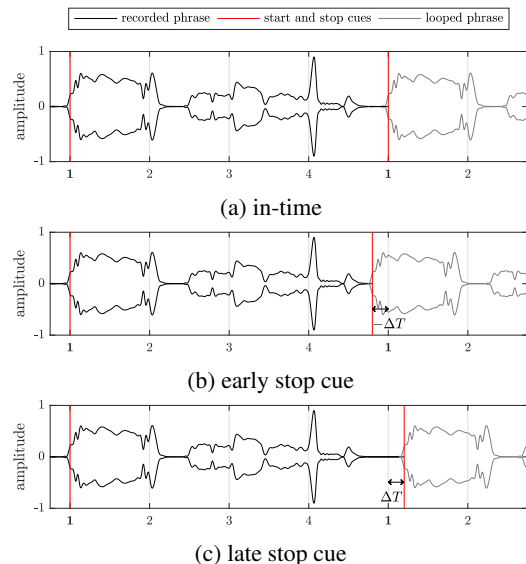 recorded phrase start and stop cues looped phrase
1
amplitude
0
-1
1 2 3 4 1 2
(a) in-time
1
amplitude
0
−ΔT
-1
1 2 3 4 1 2
(b) early stop cue
1
amplitude
0
ΔT
-1
1 2 3 4 1 2
(c) late stop cue